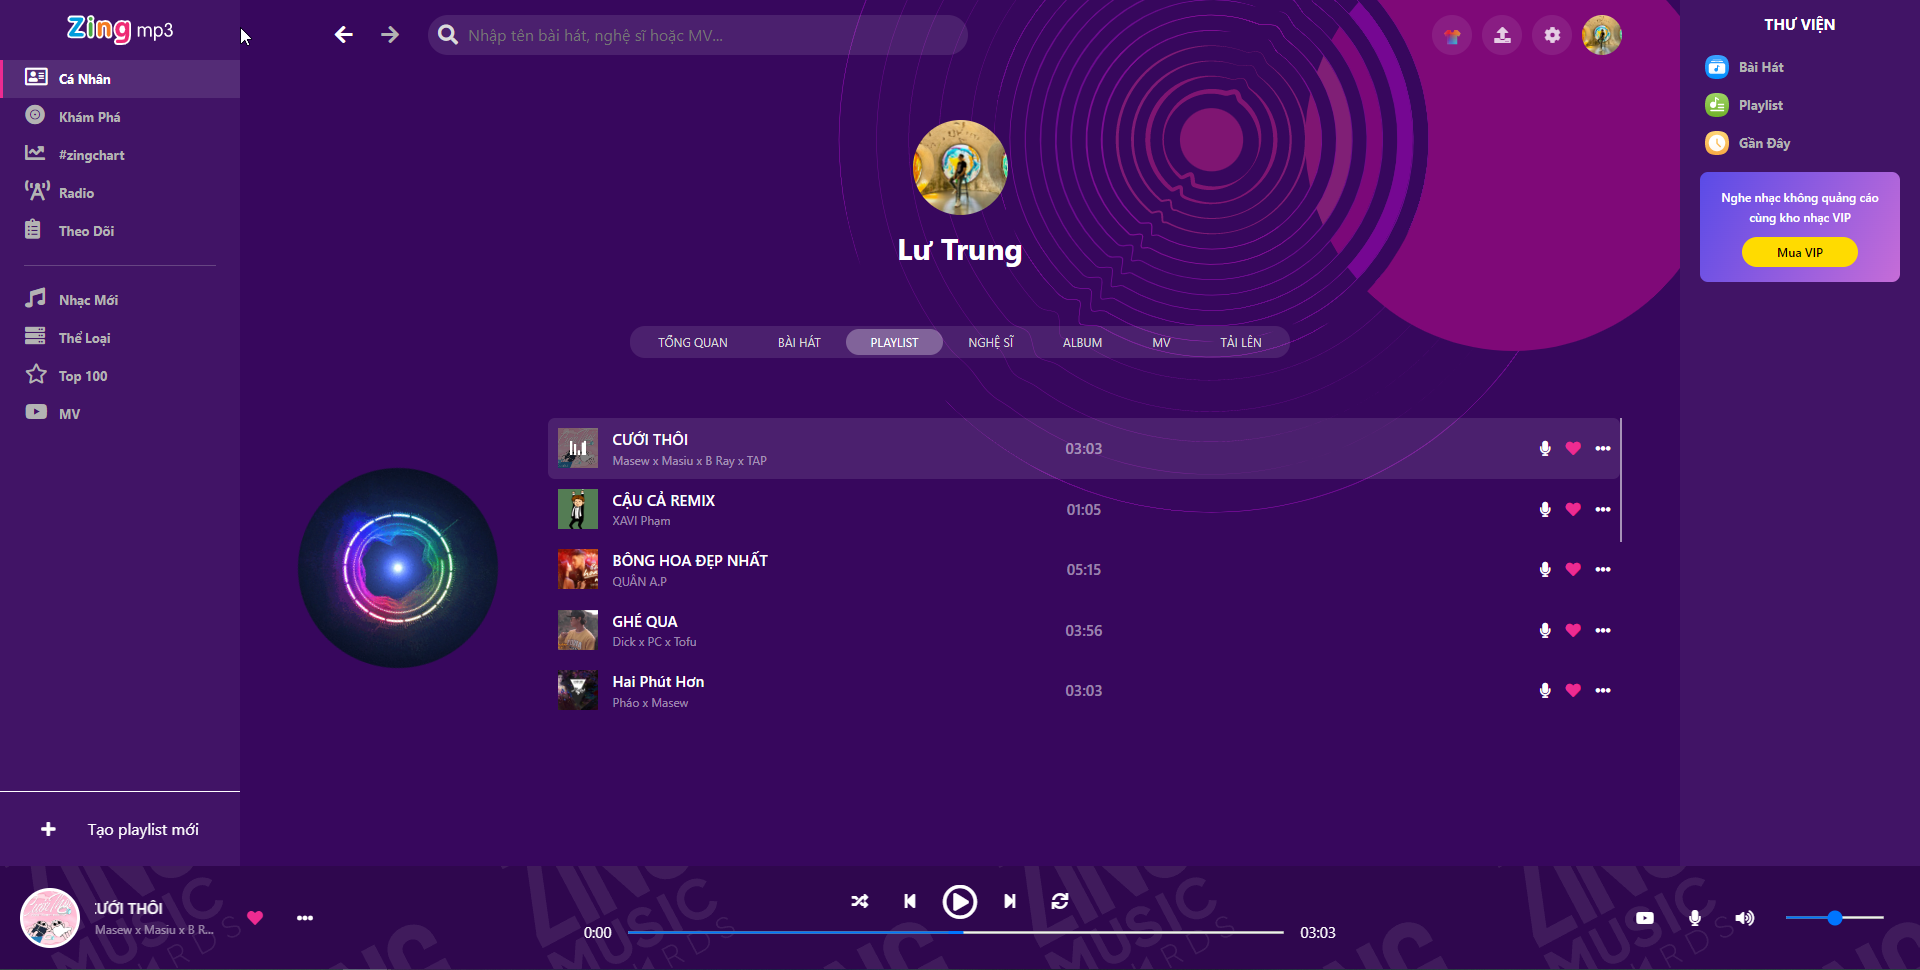 Zing mp3
Cá Nhân
Khám Phá
#zingchart
Radio
Theo Dõi
Nhạc Mới
Thể Loại
Top 100
MV
Tạo playlist mới
Nhập tên bài hát, nghệ sĩ hoặc MV...
Lư Trung
TỔNG QUAN
BÀI HÁT
PLAYLIST
NGHỆ SĨ
ALBUM
MV
TẢI LÊN
CƯỚI THÔI
Masew x Masiu x B Ray x TAP
03:03
CẬU CẢ REMIX
XAVI Phạm
01:05
BÔNG HOA ĐẸP NHẤT
QUÂN A.P
05:15
GHÉ QUA
Dick x PC x Tofu
03:56
Hai Phút Hơn
Pháo x Masew
03:03
THƯ VIỆN
Bài Hát
Playlist
Gần Đây
Nghe nhạc không quảng cáo
cùng kho nhạc VIP
Mua VIP
ƯỚI THÔI
Masew x Masiu x B R...
0:00
03:03
ZING
MUSIC